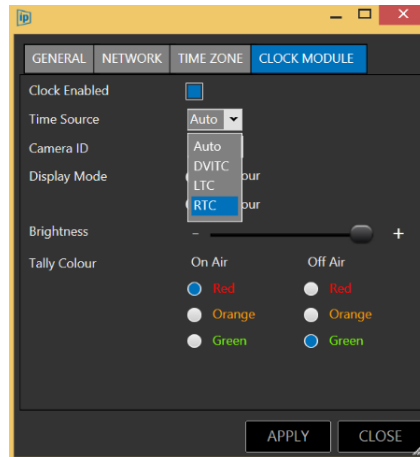 ip
GENERAL NETWORK TIME ZONE CLOCK MODULE
Clock Enabled
Time Source Auto
Camera ID Auto
DVITC
Display Mode our
LTC
RTC our
Brightness - +
Tally Colour On Air Off Air
Red Red
Orange Orange
Green Green
APPLY CLOSE